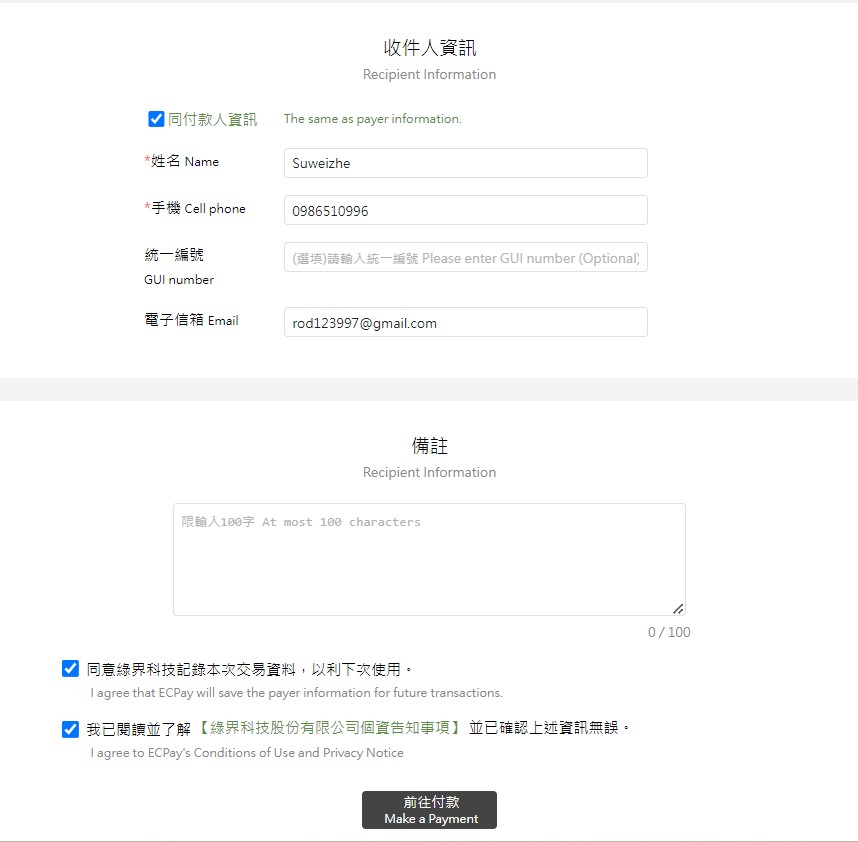 收件人資訊
Recipient Information
同付款人資訊 The same as payer information.
*姓名 Name Suweizhe
*手機 Cell phone 0986510996
統一編號 (選填)請輸入統一編號 Please enter GUI number (Optional)
GUI number
電子信箱 Email rod123997@gmail.com
備註
Recipient Information
限輸入100字 At most 100 characters
0 / 100
同意綠界科技記錄本次交易資料，以利下次使用。
I agree that ECPay will save the payer information for future transactions.
我已閱讀並了解【綠界科技股份有限公司個資告知事項】並已確認上述資訊無誤。
I agree to ECPay's Conditions of Use and Privacy Notice
前往付款
Make a Payment